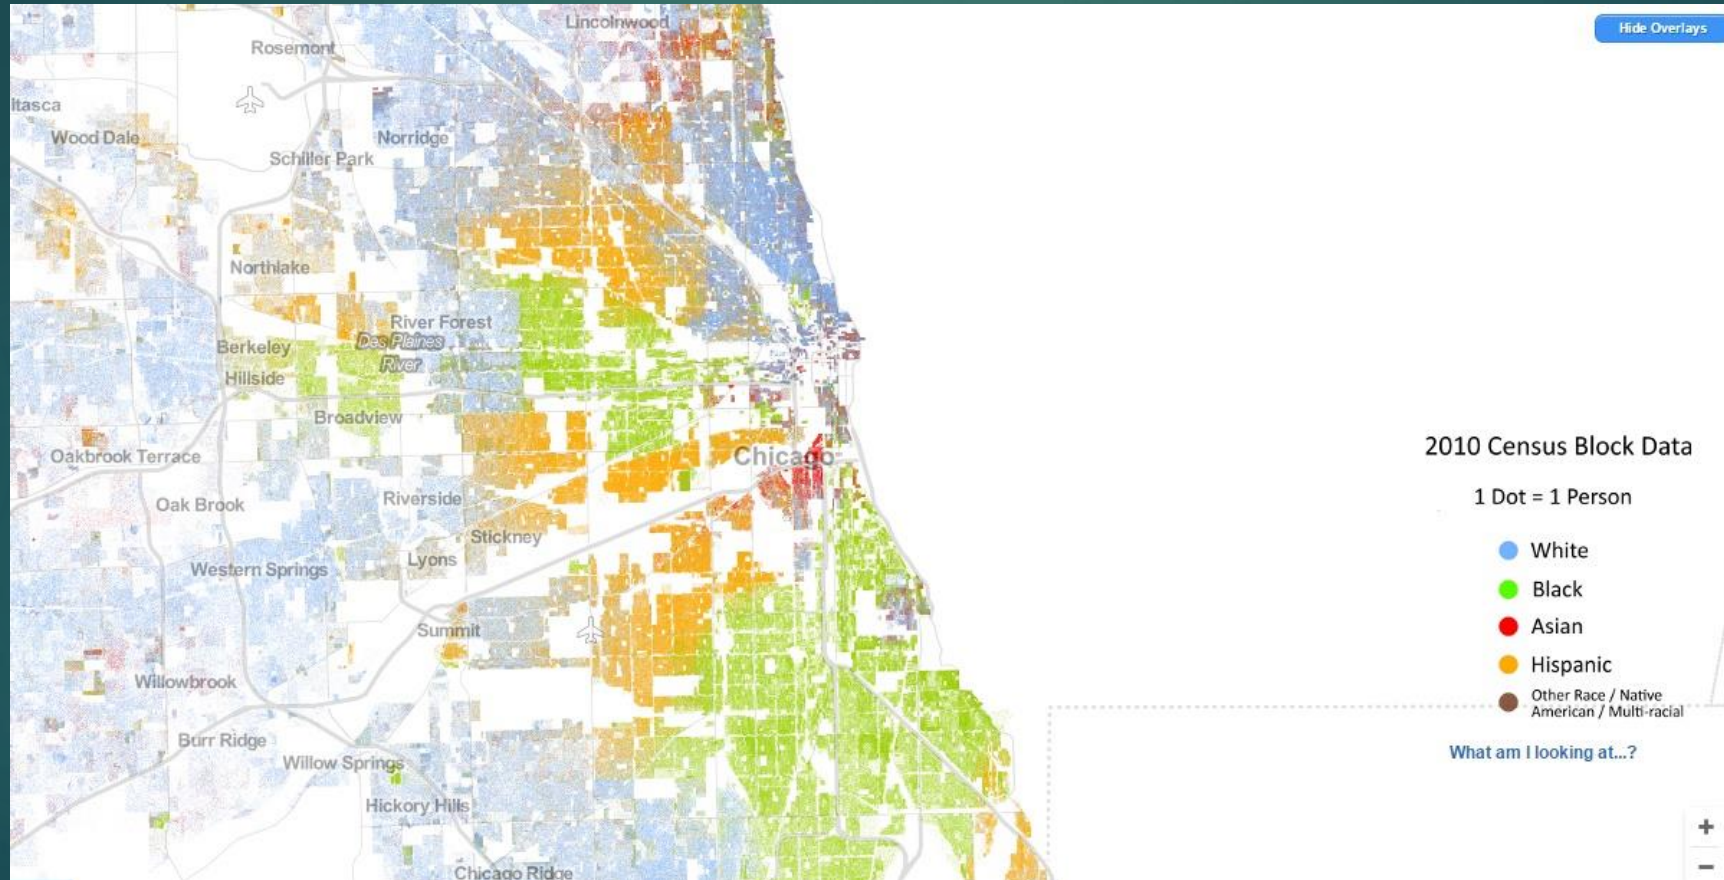 Lincolnwood
Hide Overlays
Rosemont
Itasca
Wood Dale
Norridge
Schiller Park
Northlake
River Forest
Des Plaines
River
Berkeley
Hillside
Broadview
Oakbrook Terrace
Chicago
2010 Census Block Data
1 Dot = 1 Person
Oak Brook
Riverside
Stickney
White
Lyons
Western Springs
Black
Summit
Asian
Hispanic
Willowbrook
Other Race / Native
American / Multi-racial
Burr Ridge
Willow Springs
What am I looking at...?
Hickory Hills
+
Chicago Ridge
−